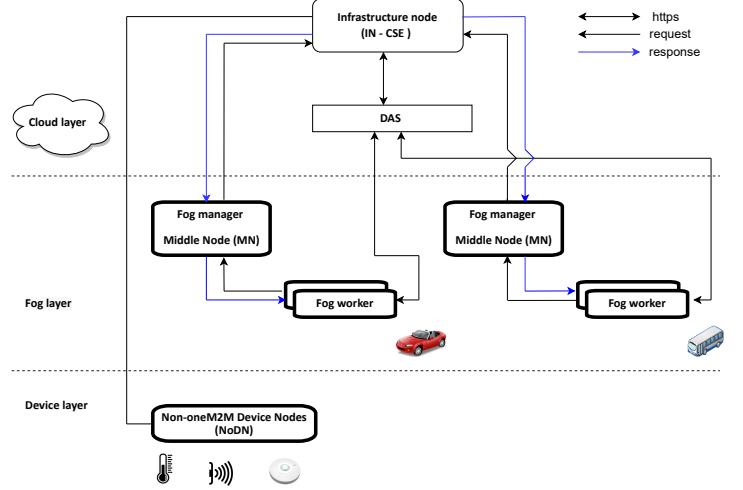 Infrastructure node
(IN - CSE )
https
request
response
Cloud layer
DAS
Fog manager
Middle Node (MN)
Fog manager
Middle Node (MN)
Fog layer
Fog worker
Fog worker
Device layer
Non-oneM2M Device Nodes
(NoDN)